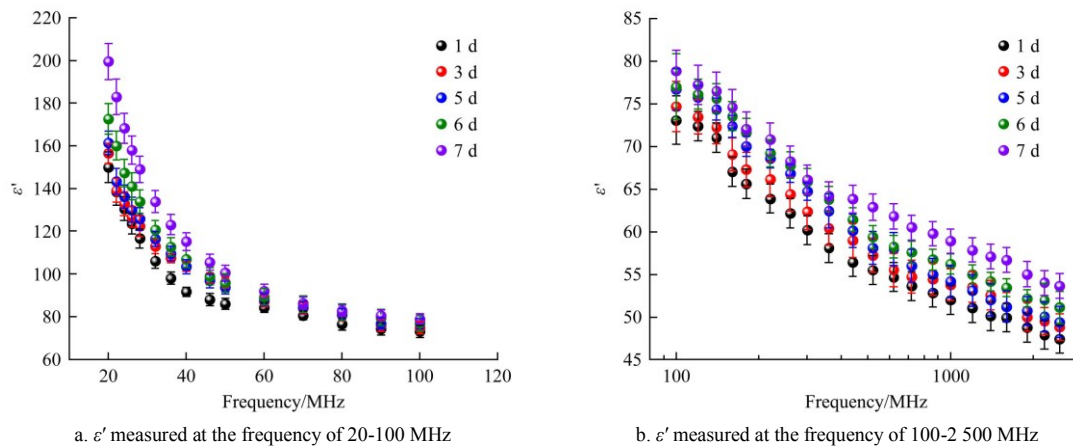 220
200
180
160
140
120
100
80
60
ε′
20
40
60
80
100
120
Frequency/MHz
1 d
3 d
5 d
6 d
7 d
a. ε′ measured at the frequency of 20-100 MHz
85
80
75
70
65
60
55
50
45
ε′
100
1000
Frequency/MHz
1 d
3 d
5 d
6 d
7 d
b. ε′ measured at the frequency of 100-2 500 MHz